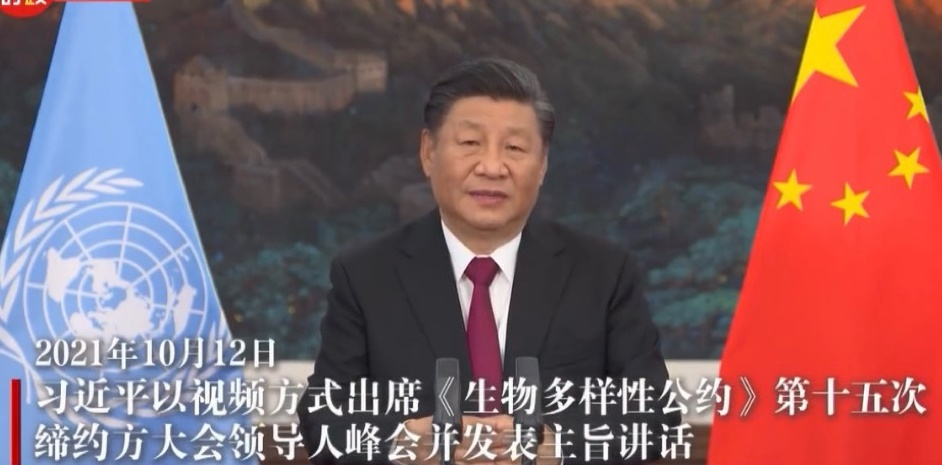 2021年10月12日
习近平以视频方式出席《生物多样性公约》第十五次
缔约方大会领导人峰会并发表主旨讲话